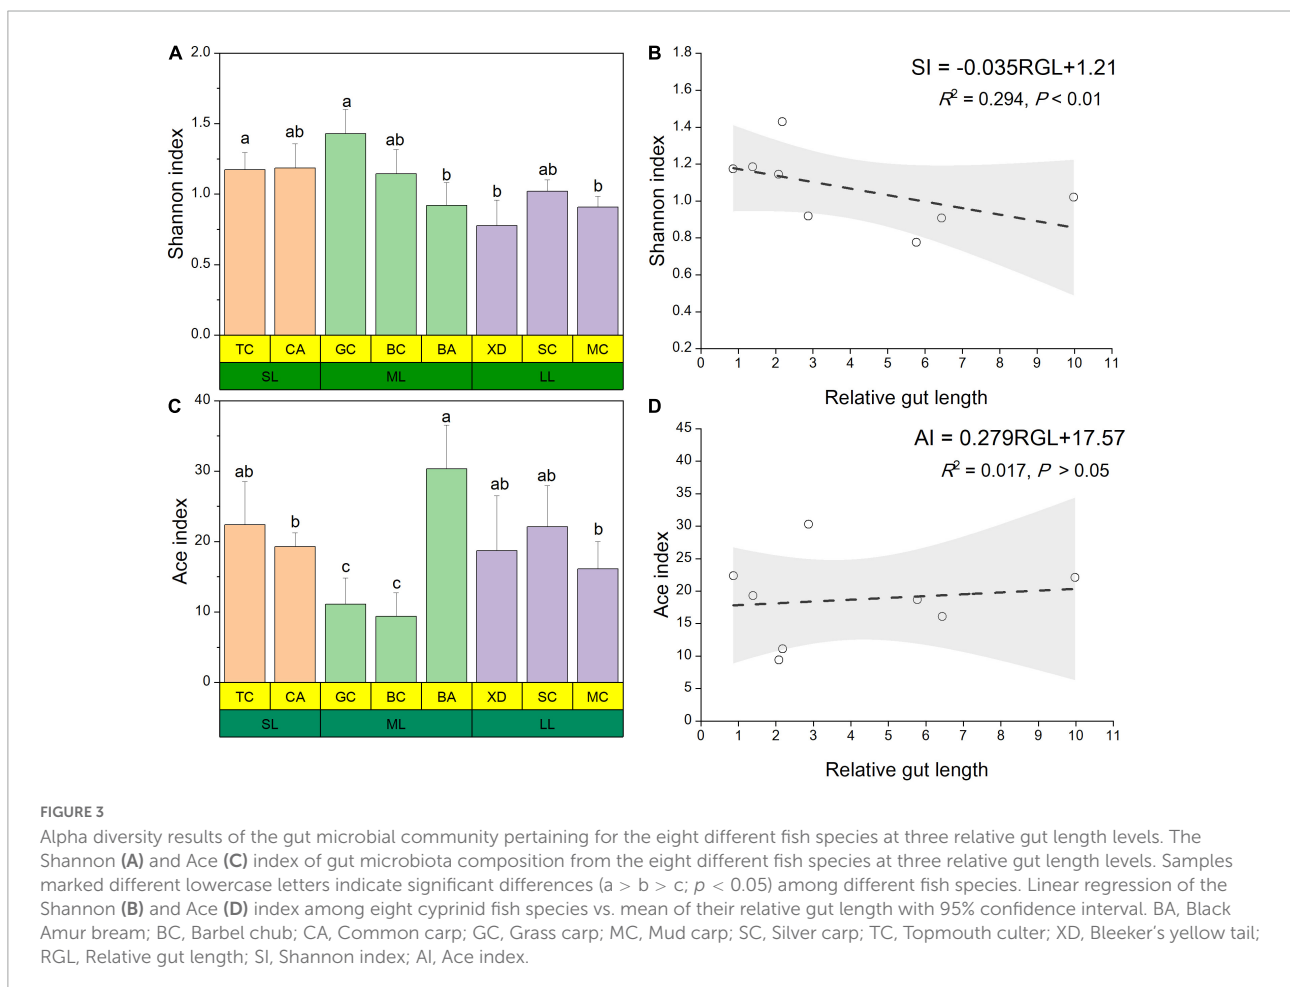 A
2.0
1.5
1.0
0.5
0.0
Shannon index
a
ab
a
ab
b
b
ab
b
TC CA GC BC BA XD SC MC
SL ML LL
B
1.8
1.6
1.4
1.2
1.0
0.8
0.6
0.4
0.2
Shannon index
SI = -0.035RGL+1.21
R² = 0.294, P < 0.01
0 1 2 3 4 5 6 7 8 9 10 11
Relative gut length
C
40
30
20
10
0
Ace index
ab
b
c
c
a
ab
ab
b
TC CA GC BC BA XD SC MC
SL ML LL
D
45
40
35
30
25
20
15
10
5
0
Ace index
AI = 0.279RGL+17.57
R² = 0.017, P > 0.05
0 1 2 3 4 5 6 7 8 9 10 11
Relative gut length
FIGURE 3
Alpha diversity results of the gut microbial community pertaining for the eight different fish species at three relative gut length levels. The
Shannon (A) and Ace (C) index of gut microbiota composition from the eight different fish species at three relative gut length levels. Samples
marked different lowercase letters indicate significant differences (a > b > c; p < 0.05) among different fish species. Linear regression of the
Shannon (B) and Ace (D) index among eight cyprinid fish species vs. mean of their relative gut length with 95% confidence interval. BA, Black
Amur bream; BC, Barbel chub; CA, Common carp; GC, Grass carp; MC, Mud carp; SC, Silver carp; TC, Topmouth culter; XD, Bleeker's yellow tail;
RGL, Relative gut length; SI, Shannon index; AI, Ace index.